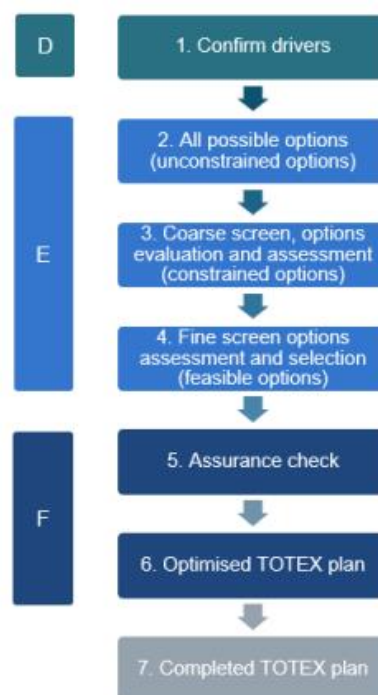 D
1. Confirm drivers
E
2. All possible options
(unconstrained options)
3. Coarse screen, options
evaluation and assessment
(constrained options)
4. Fine screen options
assessment and selection
(feasible options)
F
5. Assurance check
6. Optimised TOTEX plan
7. Completed TOTEX plan